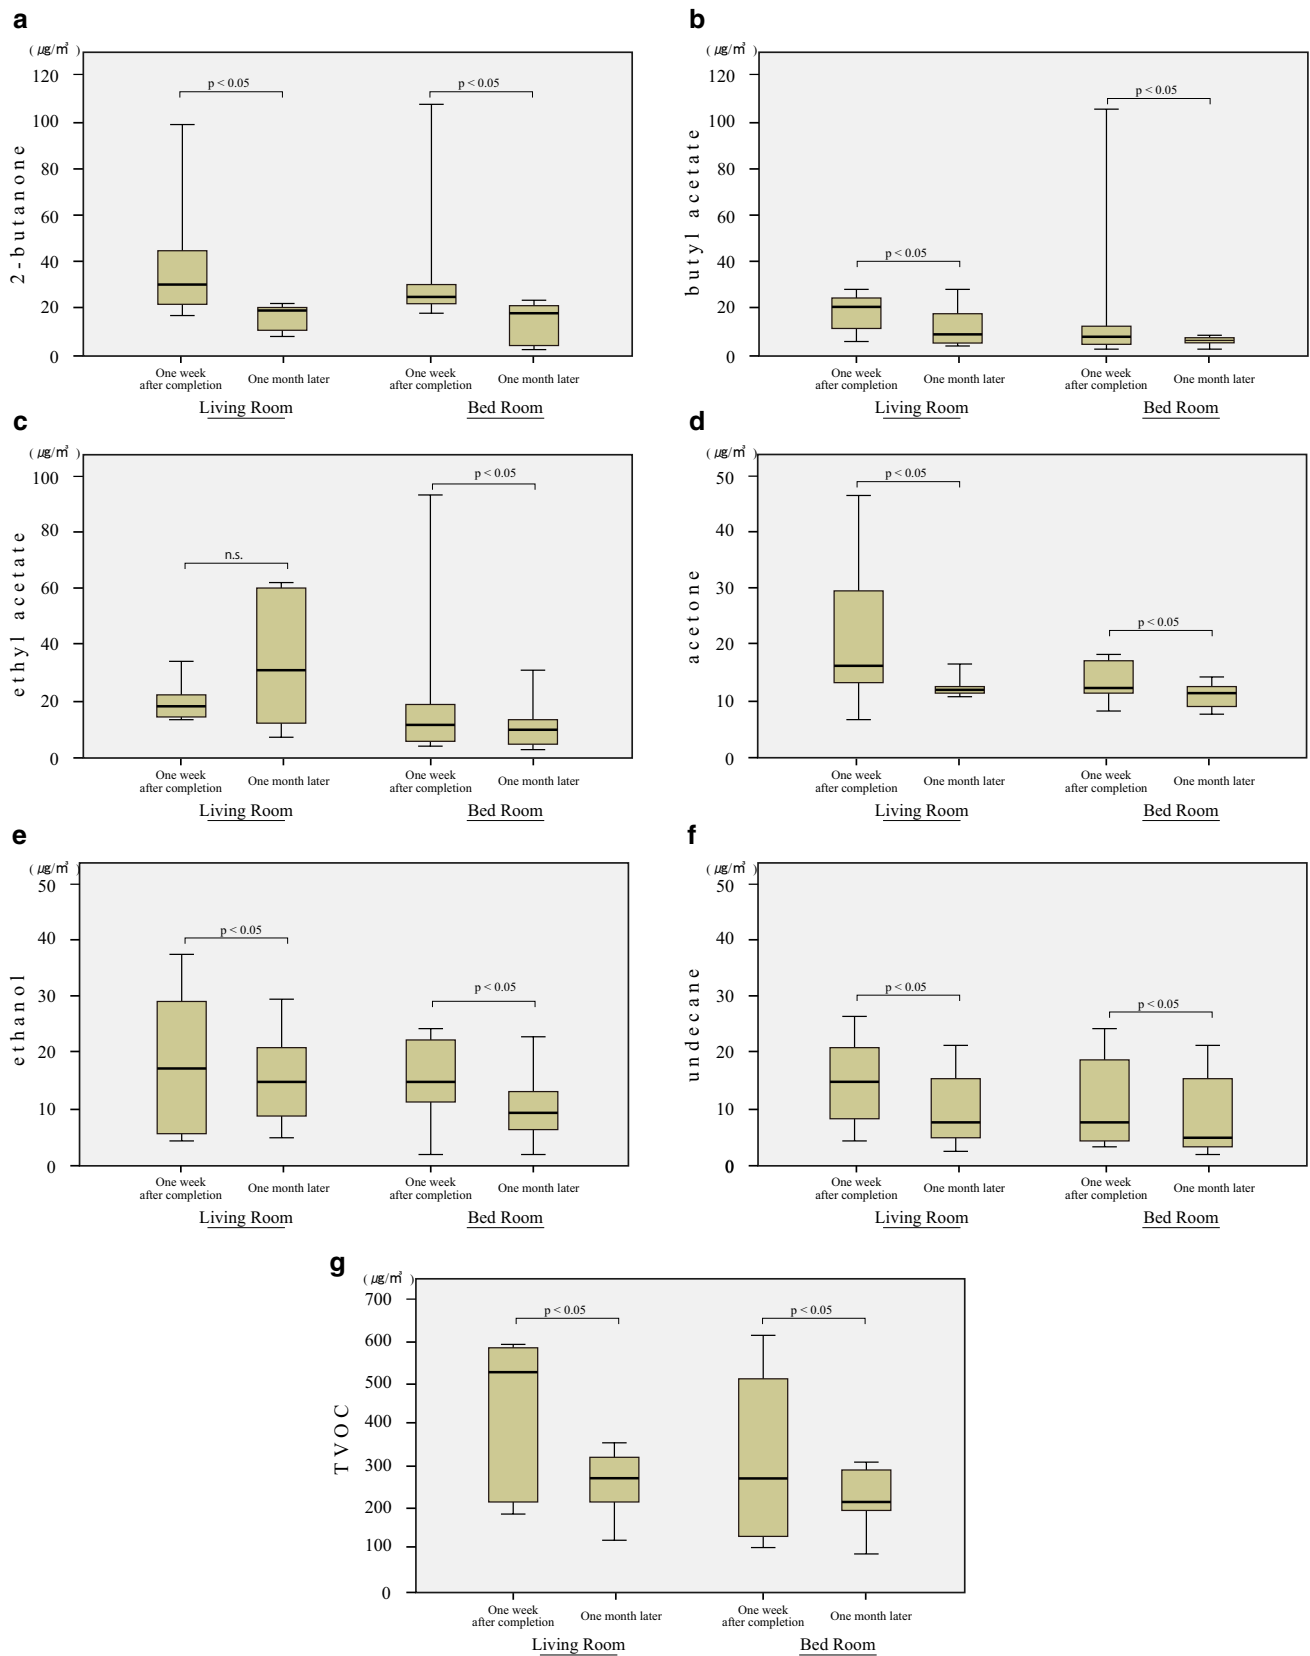 a
(㎍/㎥)
120
100
80
60
40
20
0
2-butanone
p < 0.05
p < 0.05
One week
after completion
One month later
One week
after completion
One month later
Living Room
Bed Room
b
(㎍/㎥)
120
100
80
60
40
20
0
butyl acetate
p < 0.05
p < 0.05
One week
after completion
One month later
One week
after completion
One month later
Living Room
Bed Room
c
(㎍/㎥)
100
80
60
40
20
0
ethyl acetate
n.s.
p < 0.05
One week
after completion
One month later
One week
after completion
One month later
Living Room
Bed Room
d
(㎍/㎥)
50
40
30
20
10
0
acetone
p < 0.05
p < 0.05
One week
after completion
One month later
One week
after completion
One month later
Living Room
Bed Room
e
(㎍/㎥)
50
40
30
20
10
0
ethanol
p < 0.05
p < 0.05
One week
after completion
One month later
One week
after completion
One month later
Living Room
Bed Room
f
(㎍/㎥)
50
40
30
20
10
0
undecane
p < 0.05
p < 0.05
One week
after completion
One month later
One week
after completion
One month later
Living Room
Bed Room
g
(㎍/㎥)
700
600
500
400
300
200
100
0
TVOC
p < 0.05
p < 0.05
One week
after completion
One month later
One week
after completion
One month later
Living Room
Bed Room